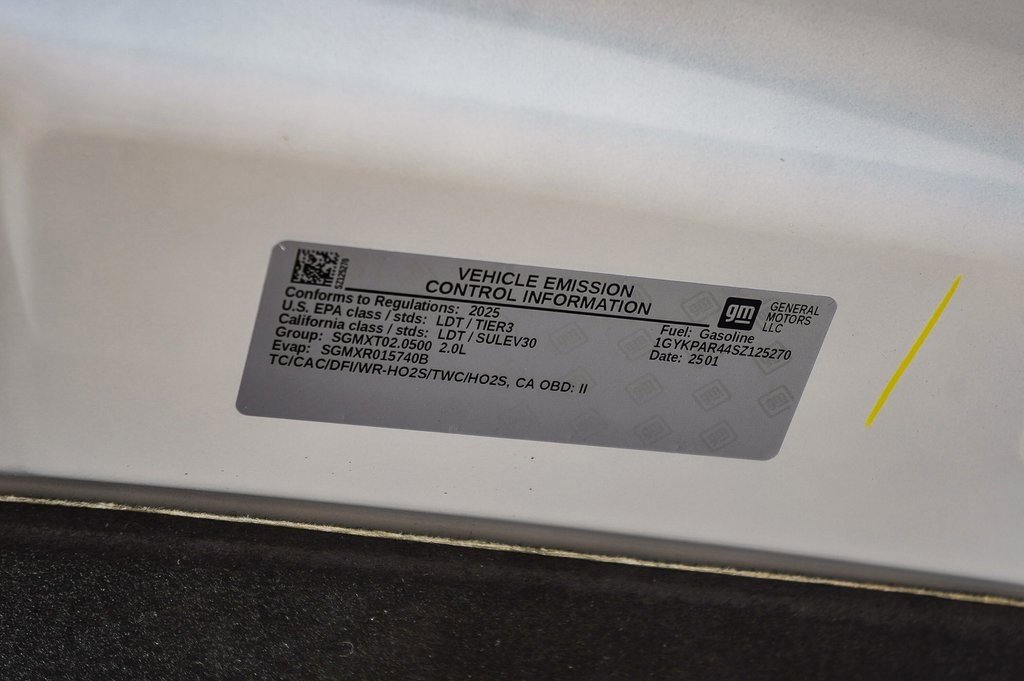 SZ125270
VEHICLE EMISSION
CONTROL INFORMATION
gm
GENERAL
MOTORS
LLC
Conforms to Regulations: 2025
U.S. EPA class / stds: LDT / TIER3
California class / stds: LDT / SULEV30
Group: SGMXT02.0500 2.0L
Evap: SGMXR015740B
TC/CAC/DFI/WR-HO2S/TWC/HO2S, CA OBD: II
Fuel: Gasoline
1GYKPAR44SZ125270
Date: 2501